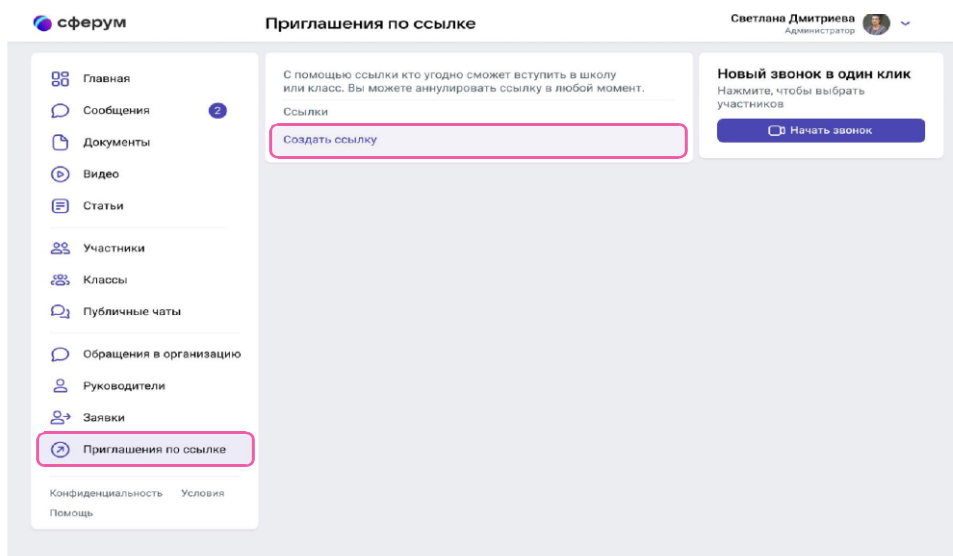 сферум
Приглашения по ссылке
Светлана Дмитриева
Администратор
Главная
Сообщения 2
Документы
Видео
Статьи
Участники
Классы
Публичные чаты
Обращения в организацию
Руководители
Заявки
Приглашения по ссылке
Конфиденциальность Условия
Помощь
С помощью ссылки кто угодно сможет вступить в школу
или класс. Вы можете аннулировать ссылку в любой момент.
Ссылки
Создать ссылку
Новый звонок в один клик
Нажмите, чтобы выбрать
участников
Начать звонок